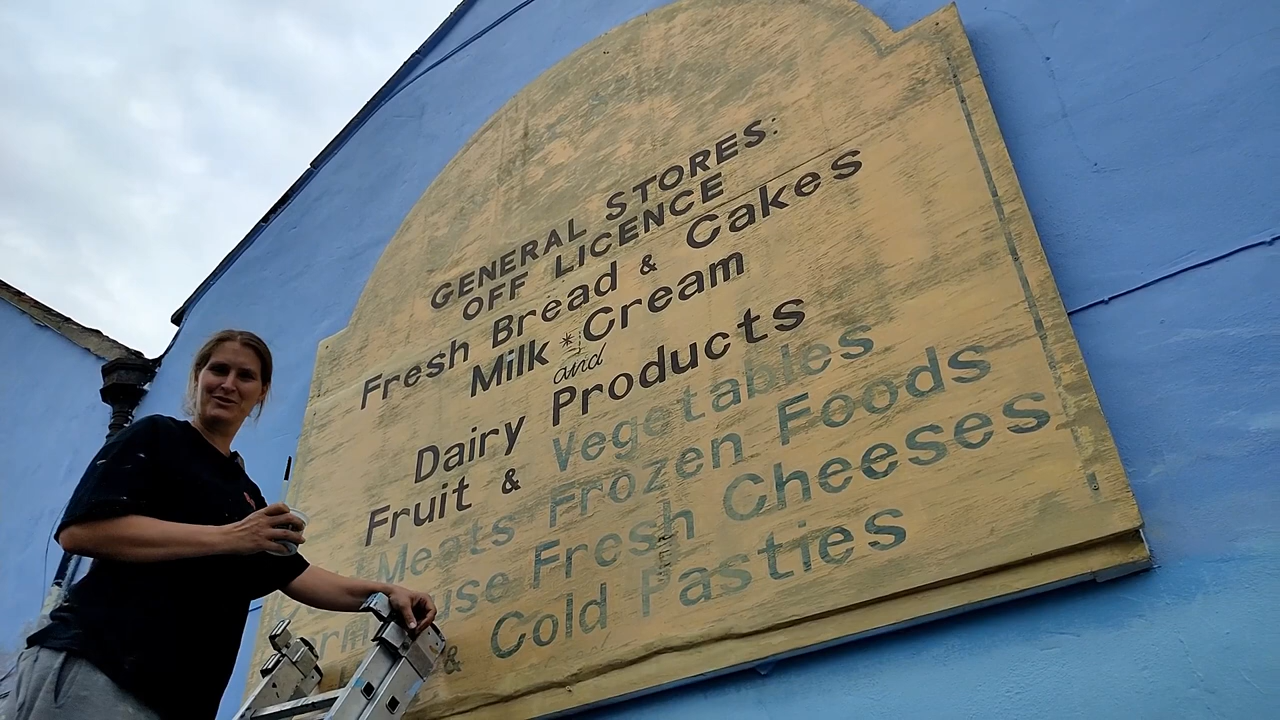 GENERAL STORES:
OFF LICENCE
Fresh Bread & Cakes
Milk * Cream
and
Dairy Products
Fruit & Vegetables
Meats Frozen Foods
Fresh Cheeses
& Cold Pasties